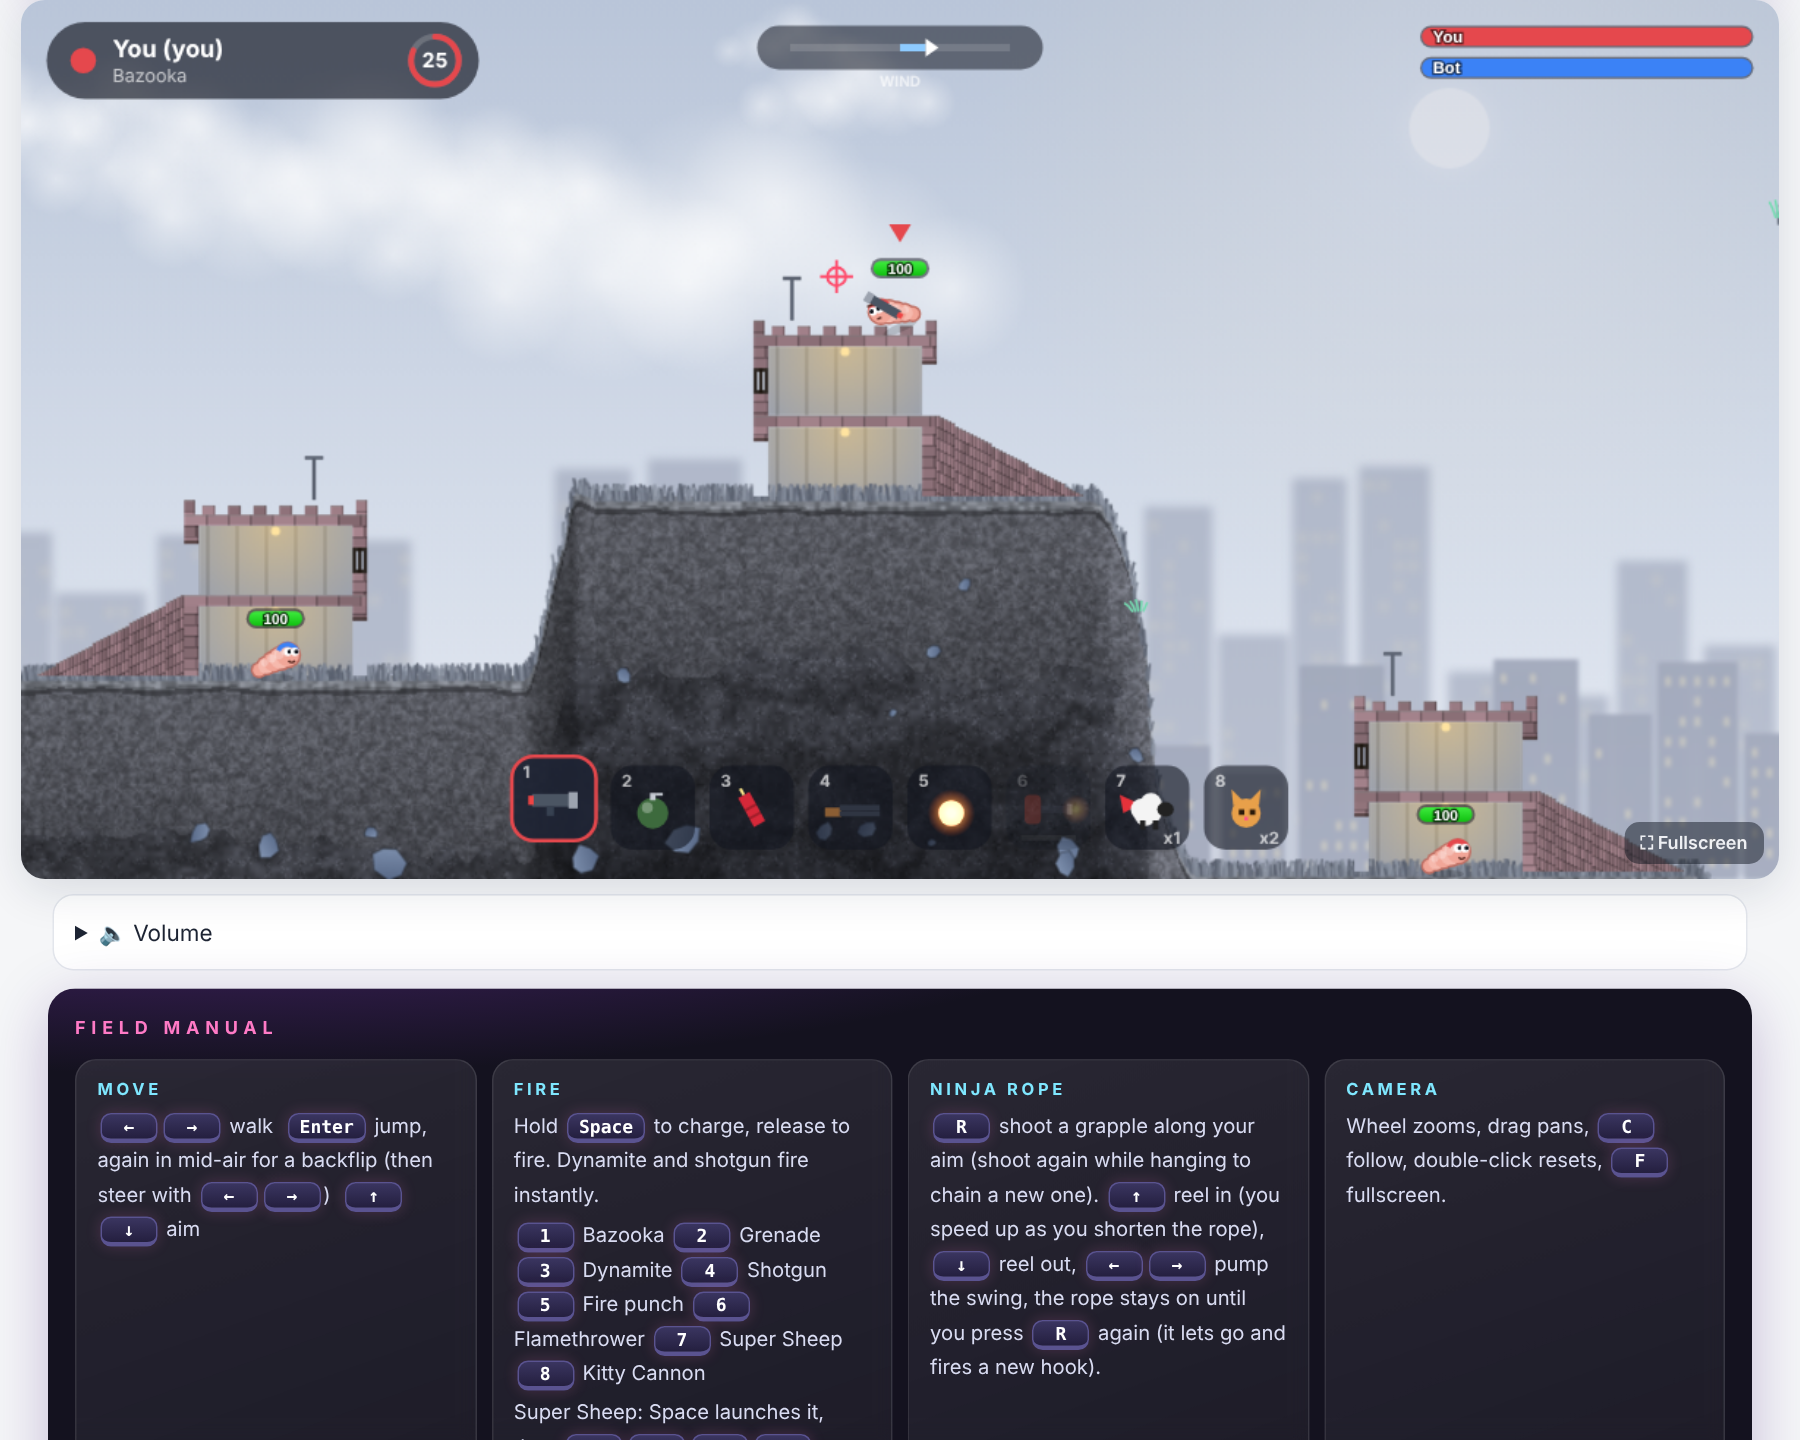 You (you)
Bazooka
25
WIND
You
Bot
100
100
100
1
2
3
4
5
6
7
x1
8
x2
Fullscreen
Volume
FIELD MANUAL
MOVE
← → walk Enter jump,
again in mid-air for a backflip (then
steer with ← → ) ↑
↓ aim
FIRE
Hold Space to charge, release to
fire. Dynamite and shotgun fire
instantly.
1 Bazooka 2 Grenade
3 Dynamite 4 Shotgun
5 Fire punch 6
Flamethrower 7 Super Sheep
8 Kitty Cannon
Super Sheep: Space launches it,
NINJA ROPE
R shoot a grapple along your
aim (shoot again while hanging to
chain a new one). ↑ reel in (you
speed up as you shorten the rope),
↓ reel out, ← → pump
the swing, the rope stays on until
you press R again (it lets go and
fires a new hook).
CAMERA
Wheel zooms, drag pans, C
follow, double-click resets, F
fullscreen.